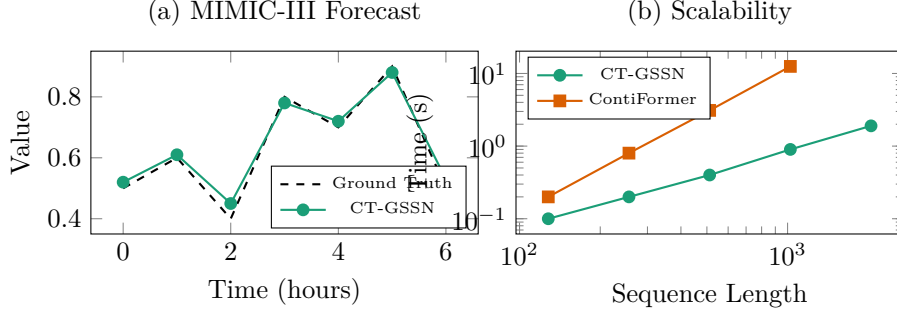 (a) MIMIC-III Forecast
Value
0.8
0.6
0.4
0
2
4
6
Time (hours)
Ground Truth
CT-GSSN
(b) Scalability
Time (s)
10^1
10^0
10^-1
10^2
10^3
Sequence Length
CT-GSSN
ContiFormer